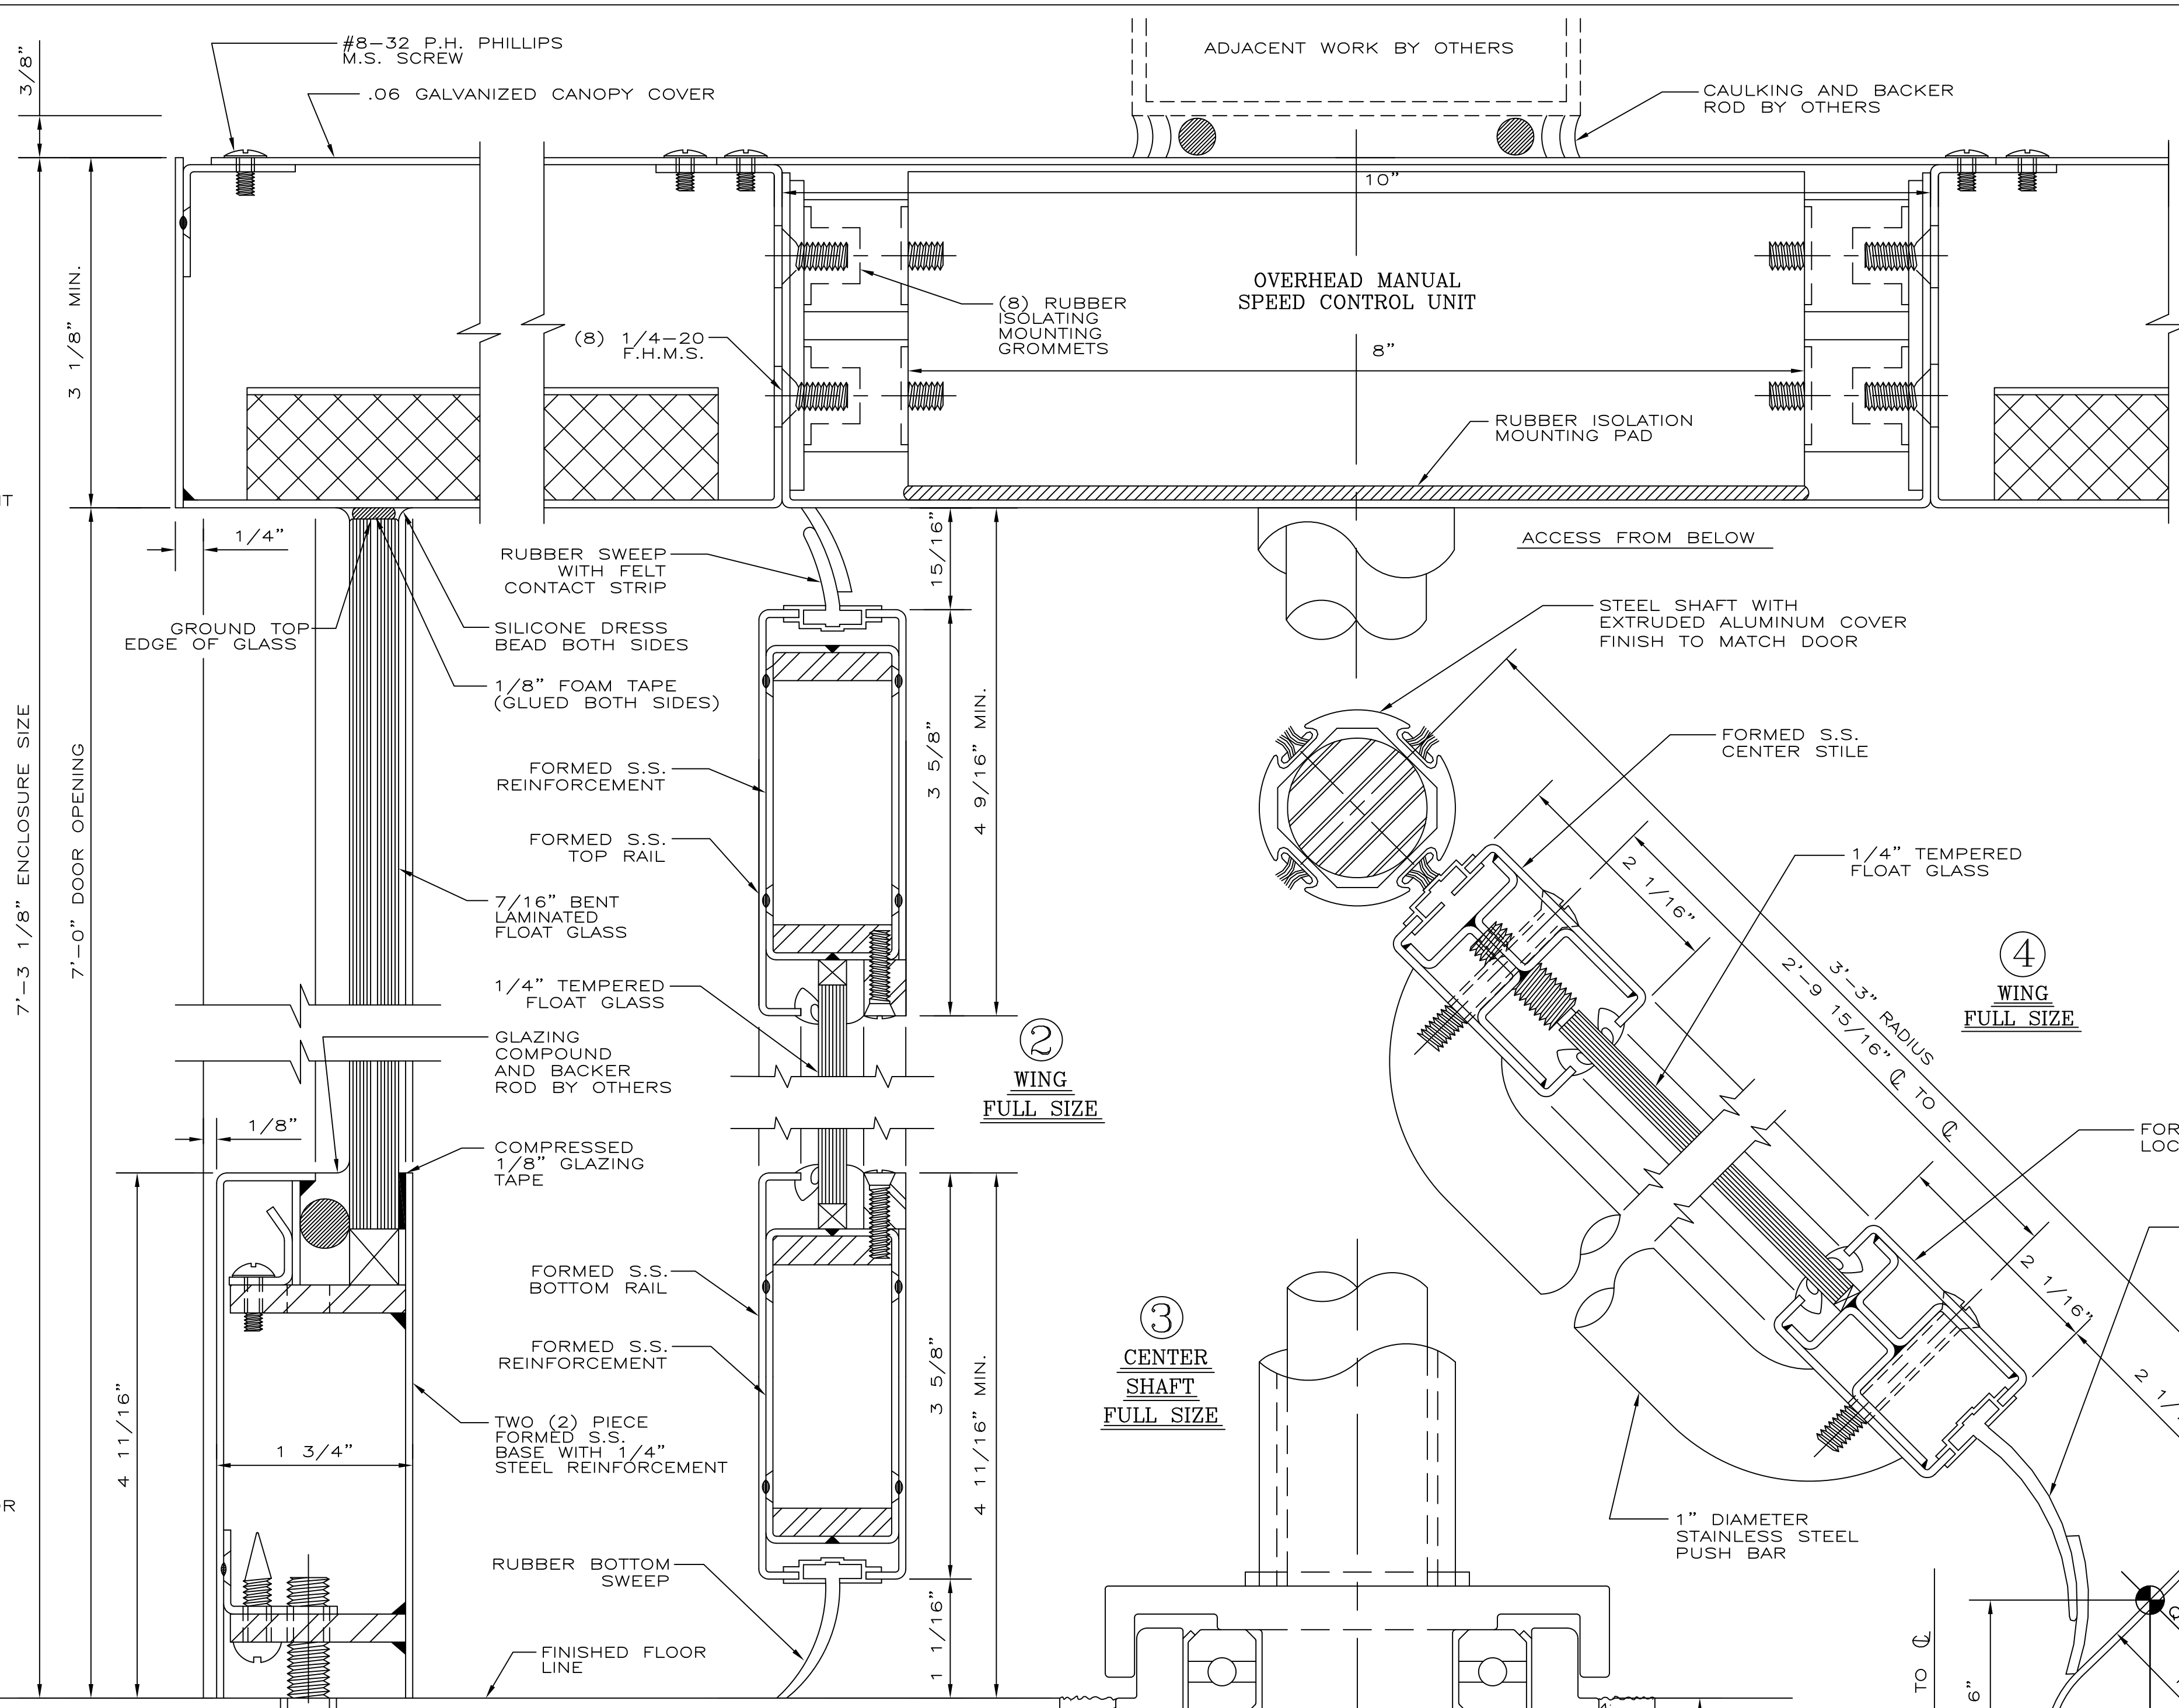 #8-32 P.H. PHILLIPS
M.S. SCREW
.06 GALVANIZED CANOPY COVER
3/8"
ADJACENT WORK BY OTHERS
CAULKING AND BACKER
ROD BY OTHERS
3 1/8" MIN.
10"
OVERHEAD MANUAL
SPEED CONTROL UNIT
(8) RUBBER
ISOLATING
MOUNTING
GROMMETS
(8) 1/4-20
F.H.M.S.
8"
RUBBER ISOLATION
MOUNTING PAD
ACCESS FROM BELOW
1/4"
RUBBER SWEEP
WITH FELT
CONTACT STRIP
15/16"
GROUND TOP
EDGE OF GLASS
SILICONE DRESS
BEAD BOTH SIDES
1/8" FOAM TAPE
(GLUED BOTH SIDES)
STEEL SHAFT WITH
EXTRUDED ALUMINUM COVER
FINISH TO MATCH DOOR
7'-3 1/8" ENCLOSURE SIZE
7'-0" DOOR OPENING
FORMED S.S.
REINFORCEMENT
FORMED S.S.
TOP RAIL
3 5/8"
4 9/16" MIN.
FORMED S.S.
CENTER STILE
1/4" TEMPERED
FLOAT GLASS
7/16" BENT
LAMINATED
FLOAT GLASS
1/4" TEMPERED
FLOAT GLASS
2 1/16"
3'-3" RADIUS
2'-9 15/16" ℄ TO ℄
4
WING
FULL SIZE
GLAZING
COMPOUND
AND BACKER
ROD BY OTHERS
2
WING
FULL SIZE
1/8"
COMPRESSED
1/8" GLAZING
TAPE
FOR
LOC
FORMED S.S.
BOTTOM RAIL
FORMED S.S.
REINFORCEMENT
3
CENTER
SHAFT
FULL SIZE
2 1/16"
2 1/
4 11/16"
1 3/4"
TWO (2) PIECE
FORMED S.S.
BASE WITH 1/4"
STEEL REINFORCEMENT
3 5/8"
4 11/16" MIN.
1" DIAMETER
STAINLESS STEEL
PUSH BAR
RUBBER BOTTOM
SWEEP
1 1/16"
FINISHED FLOOR
LINE
TO ℄
6"